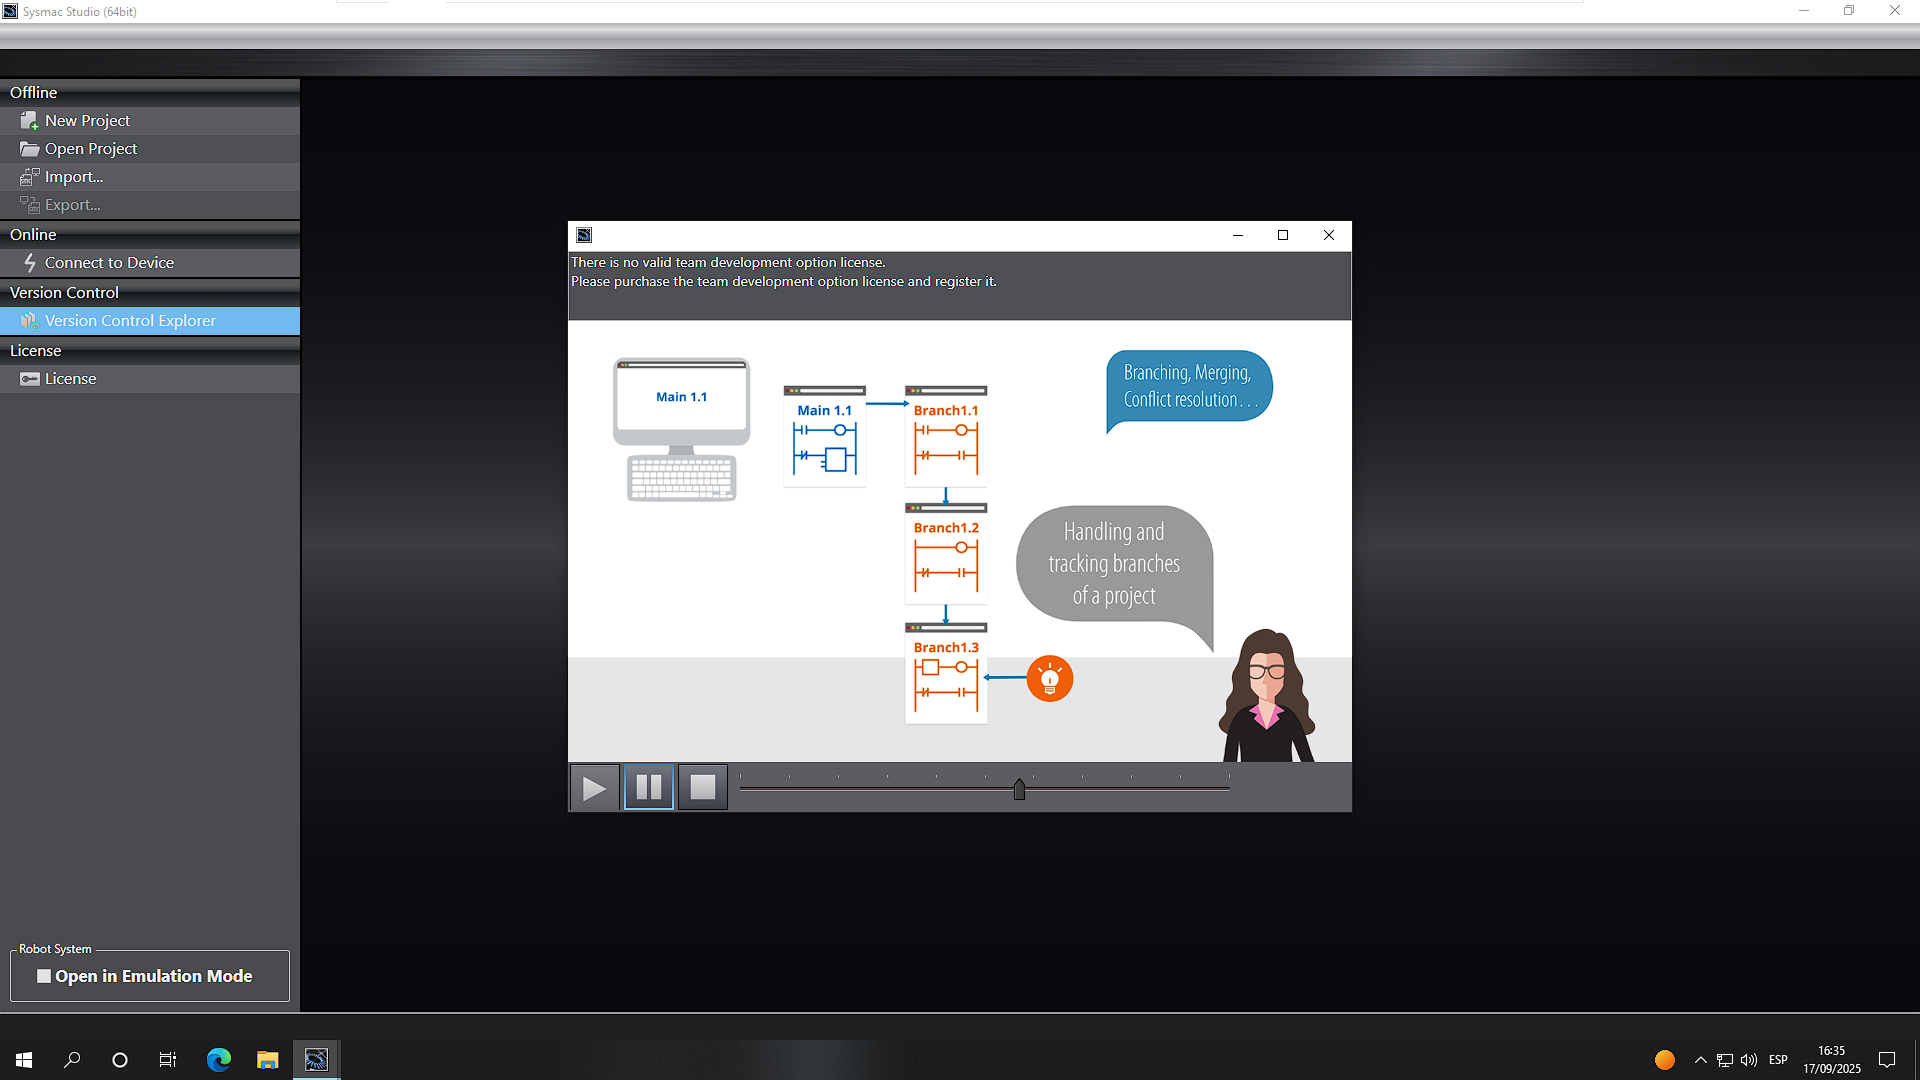 Sysmac Studio (64bit)
Offline
New Project
Open Project
Import...
Export...
Online
Connect to Device
Version Control
Version Control Explorer
License
License
There is no valid team development option license.
Please purchase the team development option license and register it.
Main 1.1
Main 1.1
Branch1.1
Branching, Merging,
Conflict resolution...
Branch1.2
Handling and
tracking branches
of a project
Branch1.3
Robot System
Open in Emulation Mode
ESP
16:35
17/09/2025